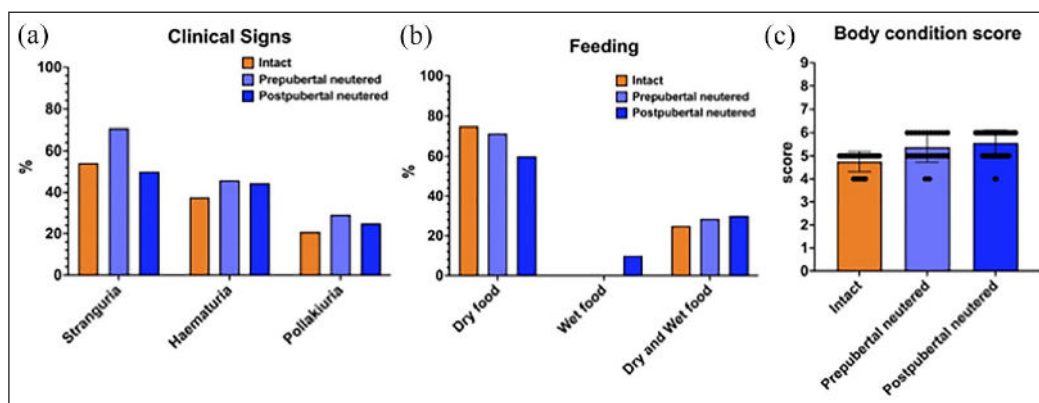 (a)
Clinical Signs
Intact
Prepubertal neutered
Postpubertal neutered
100
80
60
40
20
0
%
Stranguria
Haematuria
Pollakiuria
(b)
Feeding
Intact
Prepubertal neutered
Postpubertal neutered
100
80
60
40
20
0
%
Dry food
Wet food
Dry and Wet food
(c)
Body condition score
9
8
7
6
5
4
3
2
1
0
score
Intact
Prepubertal neutered
Postpubertal neutered